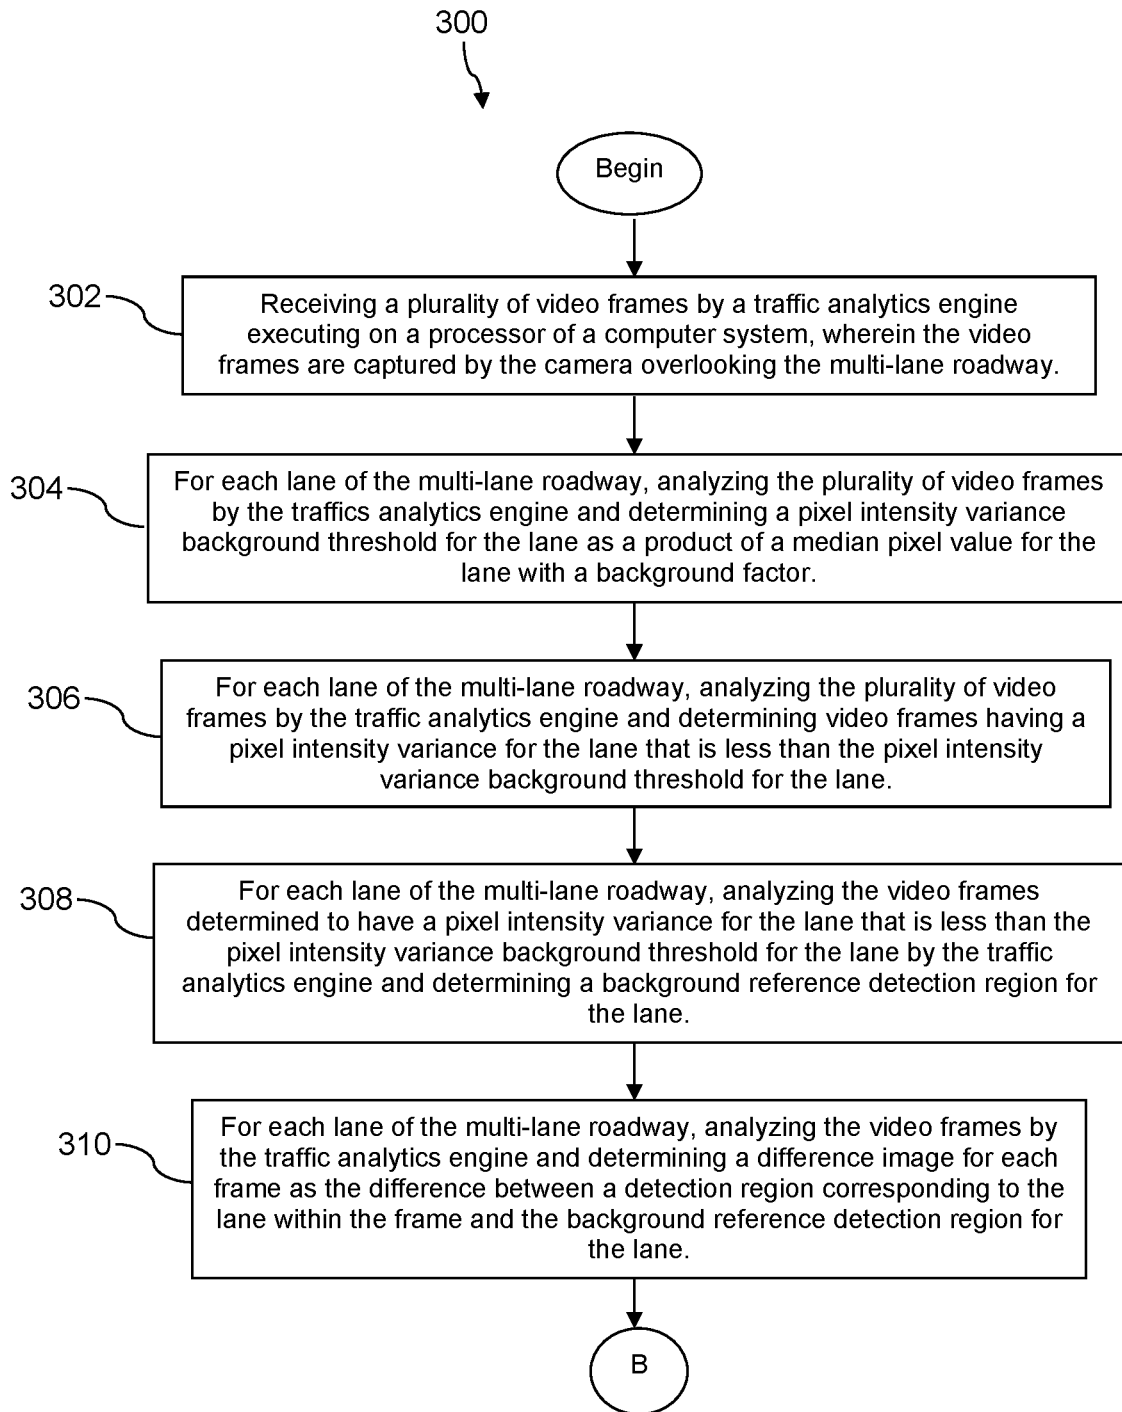 300
Begin
302
Receiving a plurality of video frames by a traffic analytics engine
executing on a processor of a computer system, wherein the video
frames are captured by the camera overlooking the multi-lane roadway.
304
For each lane of the multi-lane roadway, analyzing the plurality of video frames
by the traffics analytics engine and determining a pixel intensity variance
background threshold for the lane as a product of a median pixel value for the
lane with a background factor.
306
For each lane of the multi-lane roadway, analyzing the plurality of video
frames by the traffic analytics engine and determining video frames having a
pixel intensity variance for the lane that is less than the pixel intensity
variance background threshold for the lane.
308
For each lane of the multi-lane roadway, analyzing the video frames
determined to have a pixel intensity variance for the lane that is less than the
pixel intensity variance background threshold for the lane by the traffic
analytics engine and determining a background reference detection region for
the lane.
310
For each lane of the multi-lane roadway, analyzing the video frames by
the traffic analytics engine and determining a difference image for each
frame as the difference between a detection region corresponding to the
lane within the frame and the background reference detection region for
the lane.
B